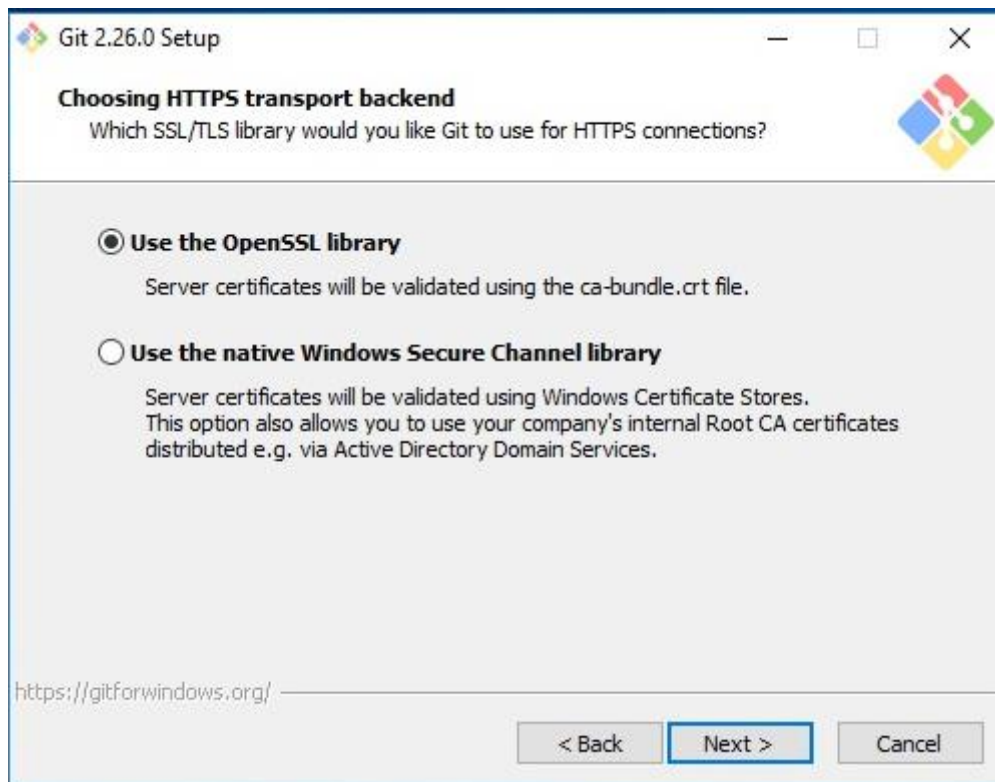 Git 2.26.0 Setup
Choosing HTTPS transport backend
Which SSL/TLS library would you like Git to use for HTTPS connections?
Use the OpenSSL library
Server certificates will be validated using the ca-bundle.crt file.
Use the native Windows Secure Channel library
Server certificates will be validated using Windows Certificate Stores.
This option also allows you to use your company's internal Root CA certificates
distributed e.g. via Active Directory Domain Services.
https://gitforwindows.org/
< Back Next > Cancel